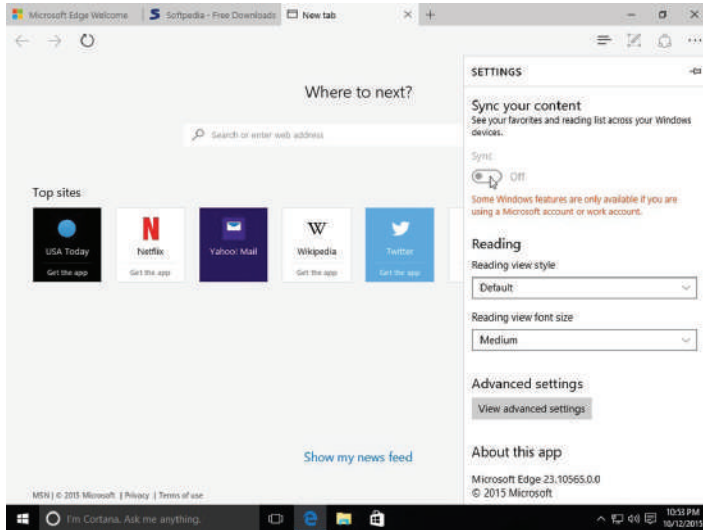 Microsoft Edge Welcome
Softpedia - Free Downloads
New tab
SETTINGS
Where to next?
Search or enter web address
Sync your content
See your favorites and reading list across your Windows
devices.
Sync
Off
Some Windows features are only available if you are
using a Microsoft account or work account.
Top sites
USA Today
Get the app
N
Netflix
Get the app
Yahoo! Mail
W
Wikipedia
Get the app
Twitter
Get the app
Reading
Reading view style
Default
Reading view font size
Medium
Advanced settings
View advanced settings
Show my news feed
About this app
Microsoft Edge 23.10565.0.0
© 2015 Microsoft
MSN | © 2015 Microsoft | Privacy | Terms of use
I'm Cortana. Ask me anything.
10:53 PM
10/12/2015